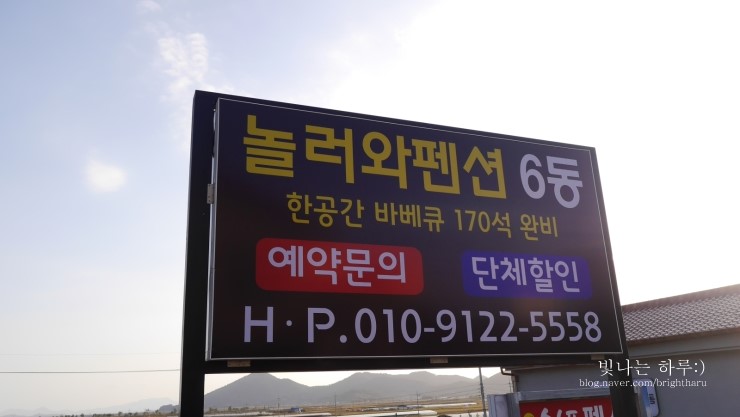 놀러와펜션 6동
한공간 바베큐 170석 완비
예약문의 단체할인
H·P.010-9122-5558
빛나는 하루:)
blog.naver.com/brightharu